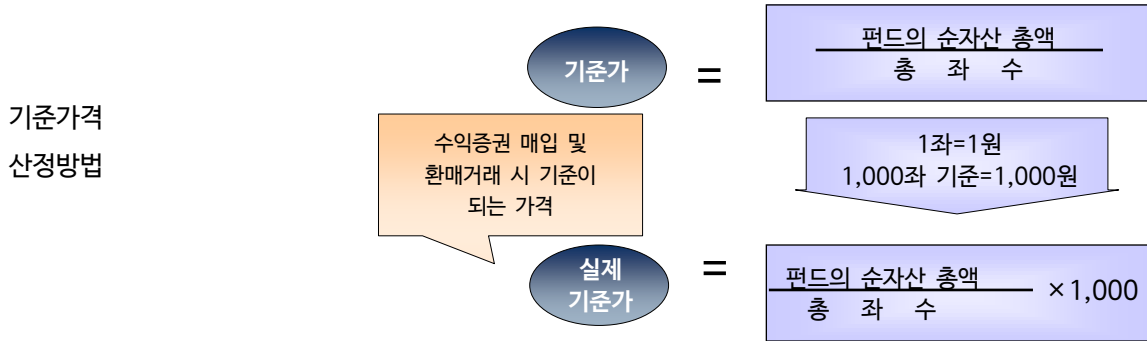 기준가격
산정방법
기준가
=
펀드의 순자산 총액
총 좌 수
수익증권 매입 및
환매거래 시 기준이
되는 가격
1좌=1원
1,000좌 기준=1,000원
실제
기준가
=
펀드의 순자산 총액
총 좌 수
×1,000